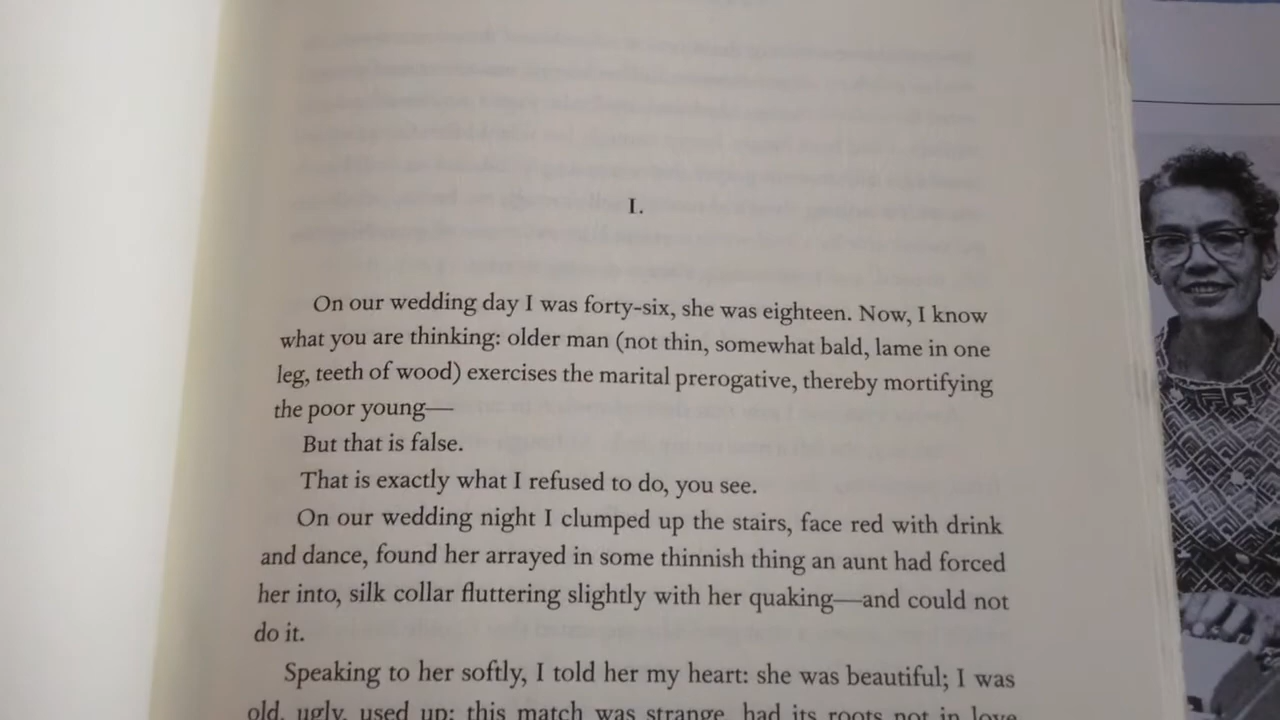 I.
On our wedding day I was forty-six, she was eighteen. Now, I know
what you are thinking: older man (not thin, somewhat bald, lame in one
leg, teeth of wood) exercises the marital prerogative, thereby mortifying
the poor young—
But that is false.
That is exactly what I refused to do, you see.
On our wedding night I clumped up the stairs, face red with drink
and dance, found her arrayed in some thinnish thing an aunt had forced
her into, silk collar fluttering slightly with her quaking—and could not
do it.
Speaking to her softly, I told her my heart: she was beautiful; I was
old, ugly, used up; this match was strange, had its roots not in love